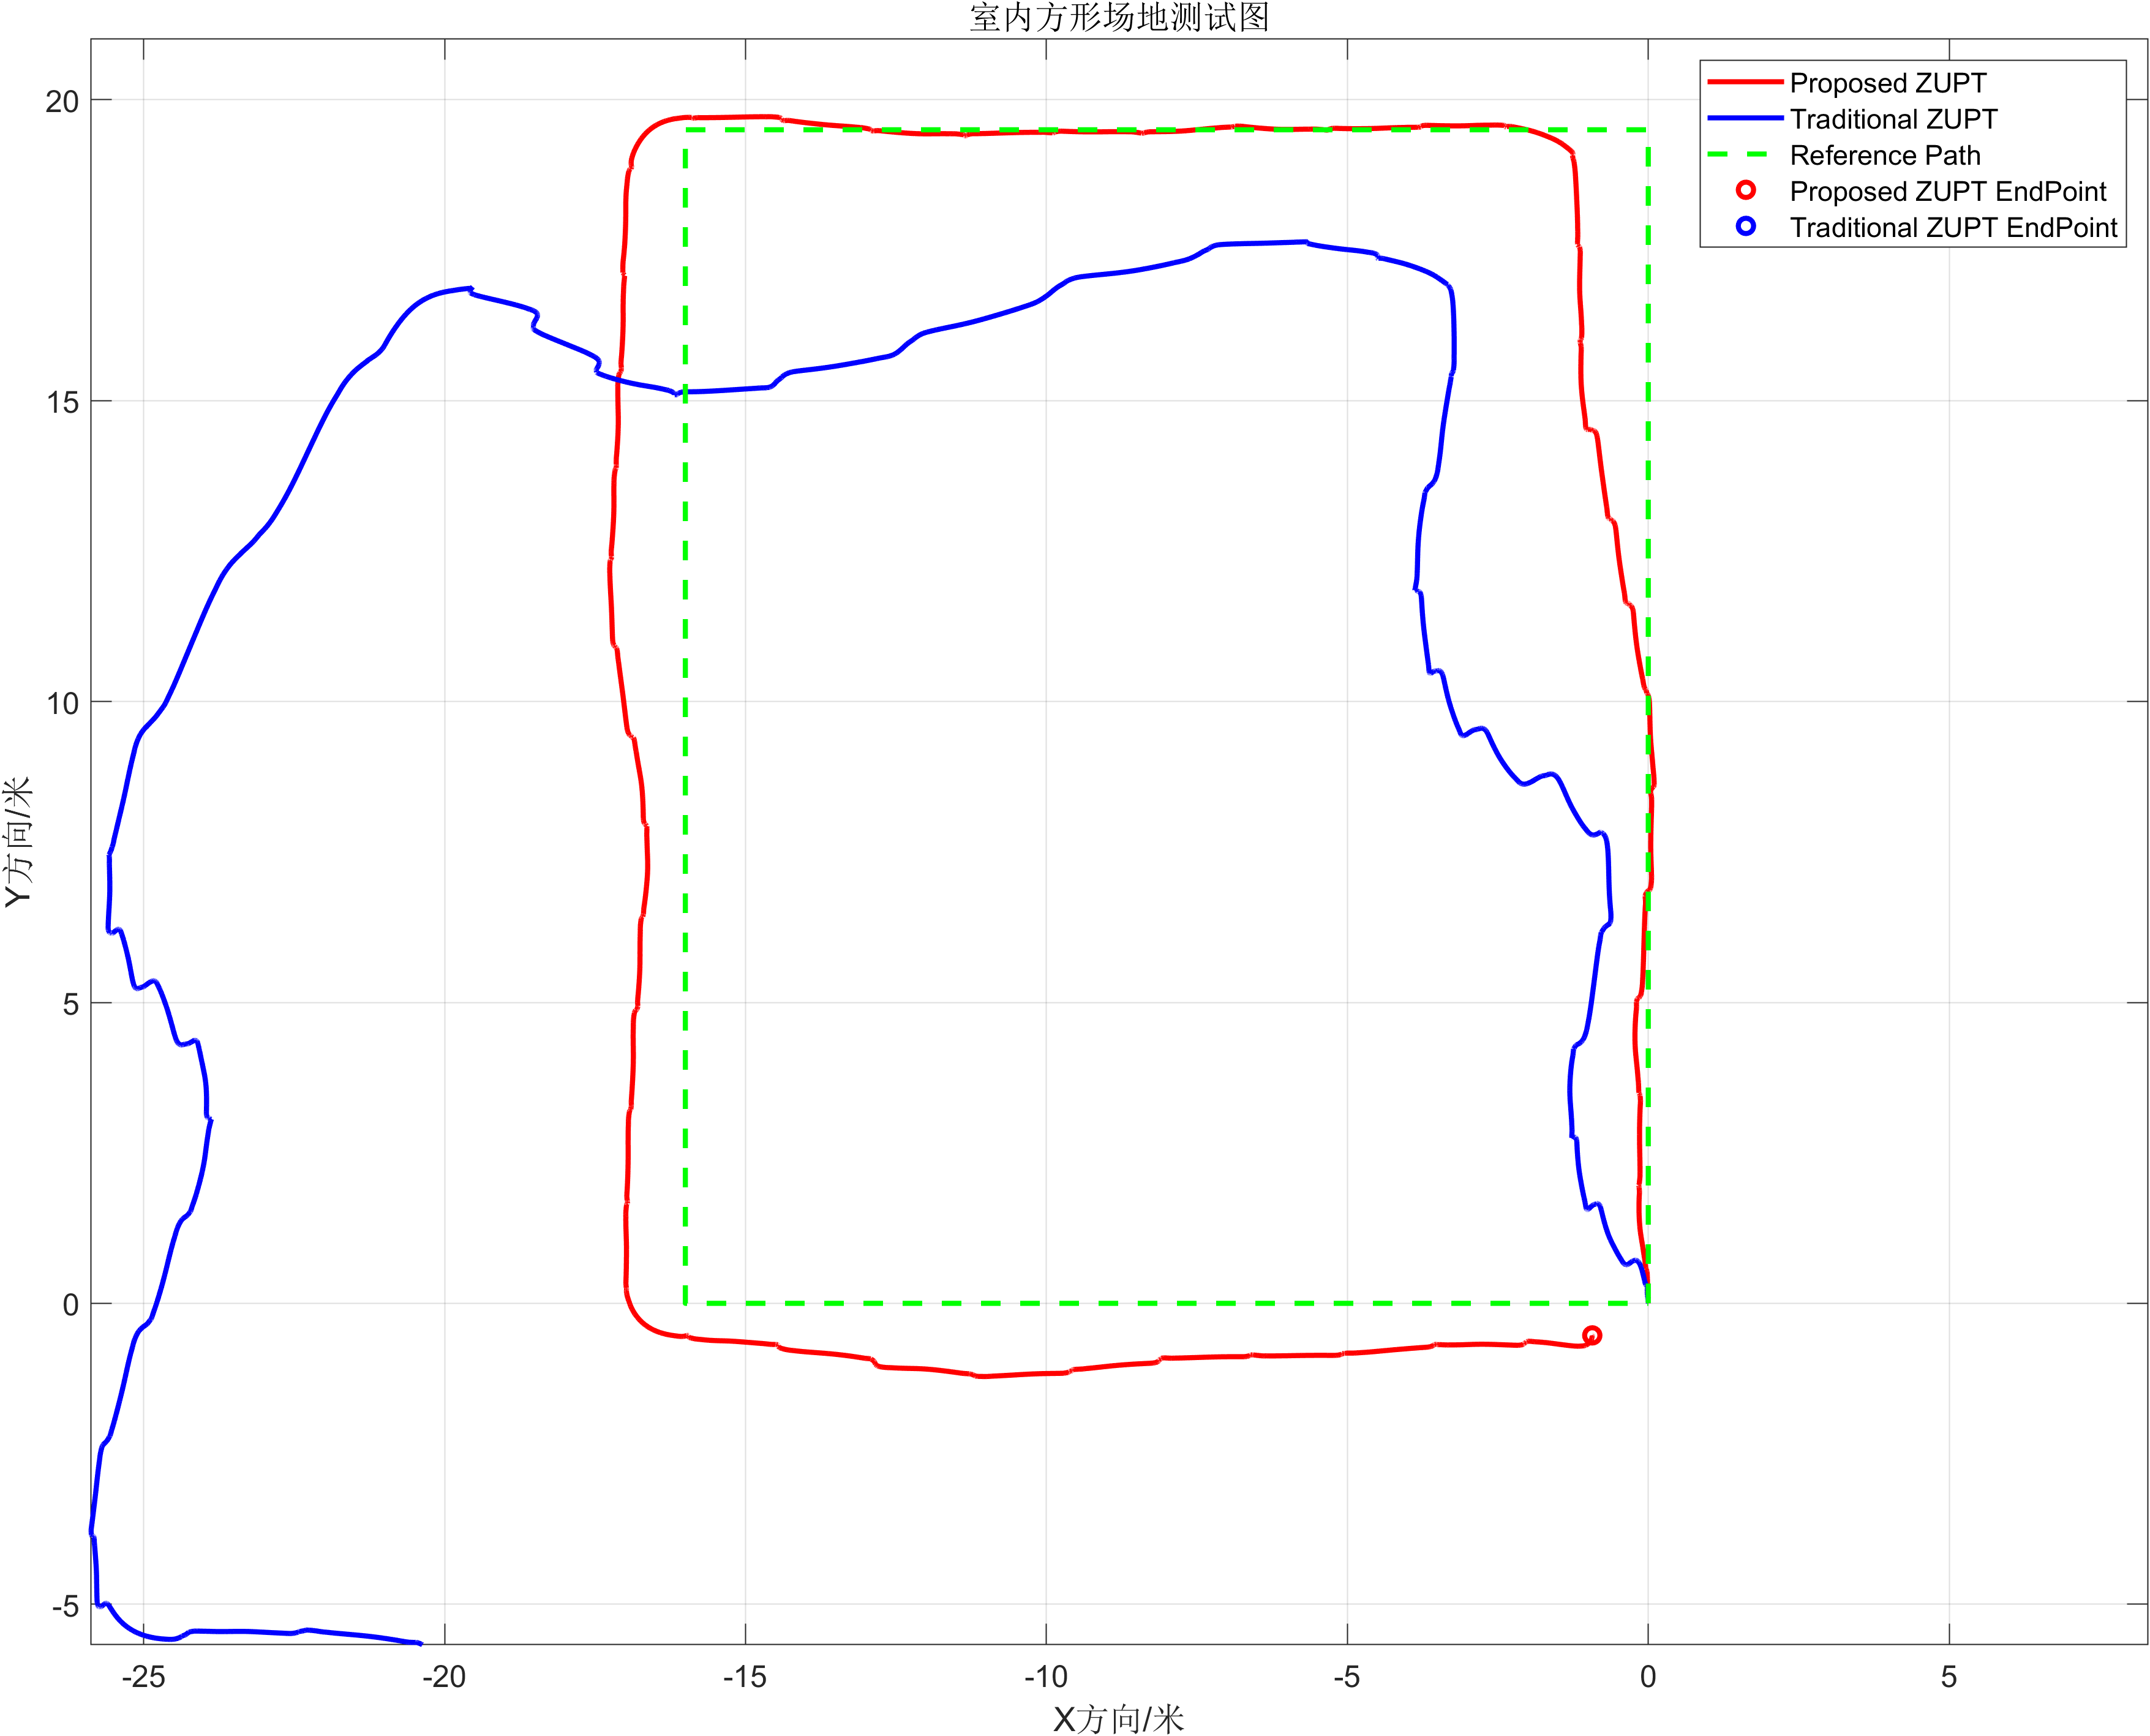 室内方形场地测试图
Proposed ZUPT
Traditional ZUPT
Reference Path
Proposed ZUPT EndPoint
Traditional ZUPT EndPoint
20
15
10
5
0
-5
Y方向/米
-25 -20 -15 -10 -5 0 5
X方向/米